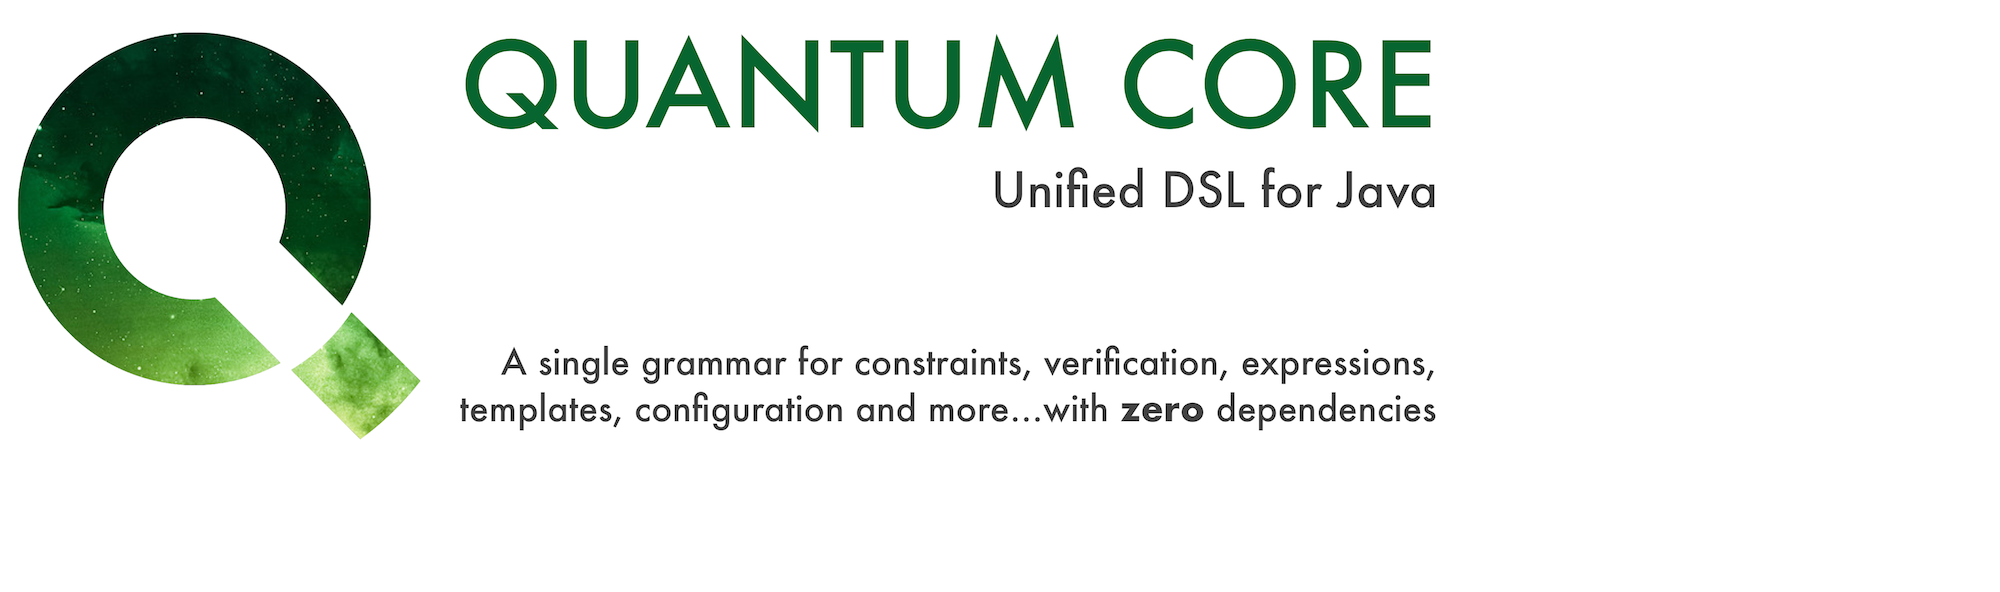 QUANTUM CORE
Unified DSL for Java
A single grammar for constraints, verification, expressions,
templates, configuration and more...with zero dependencies